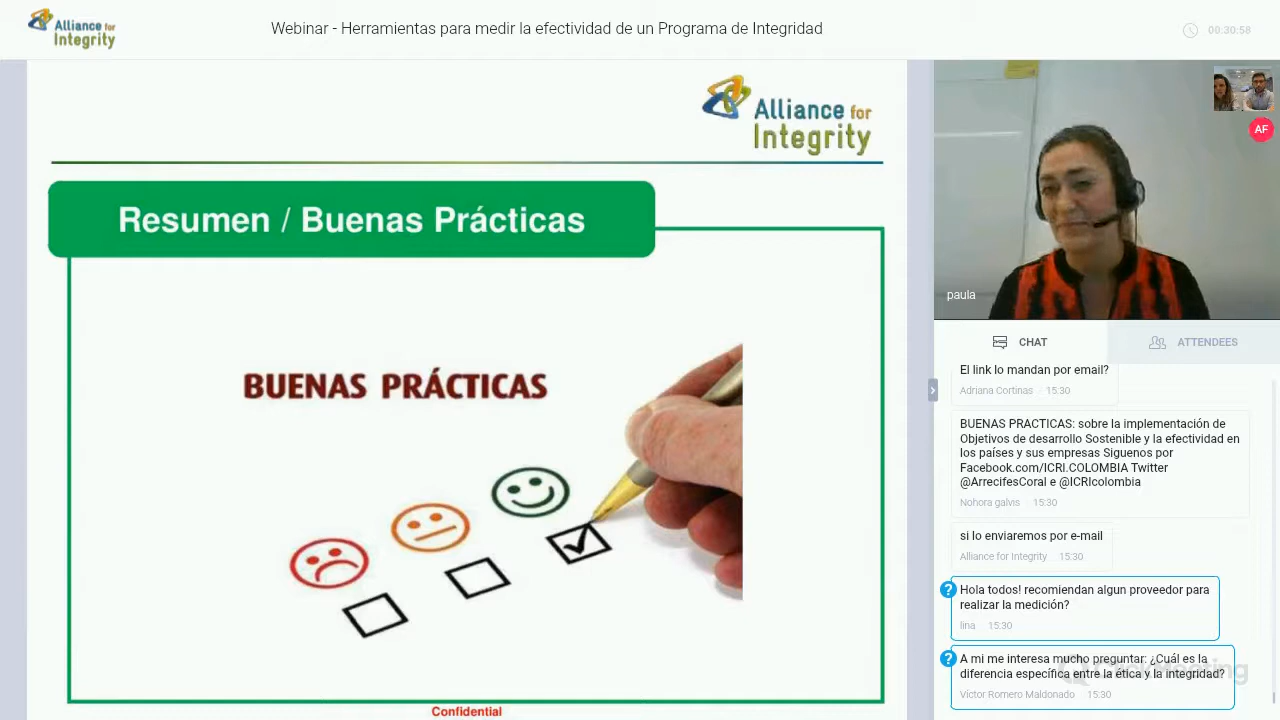 Alliance for
Integrity
Webinar - Herramientas para medir la efectividad de un Programa de Integridad
00:30:58
Alliance for
Integrity
Resumen / Buenas Prácticas
BUENAS PRÁCTICAS
Confidential
AF
paula
CHAT
ATTENDEES
El link lo mandan por email?
Adriana Cortinas 15:30
BUENAS PRACTICAS: sobre la implementación de
Objetivos de desarrollo Sostenible y la efectividad en
los países y sus empresas Siguenos por
Facebook.com/ICRI.COLOMBIA Twitter
@ArrecifesCoral e @ICRIcolombia
Nohora galvis 15:30
si lo enviaremos por e-mail
Alliance for Integrity 15:30
? Hola todos! recomiendan algun proveedor para
realizar la medición?
lina 15:30
? A mi me interesa mucho preguntar: ¿Cuál es la
diferencia específica entre la ética y la integridad?
Víctor Romero Maldonado 15:30
ClickMeeting